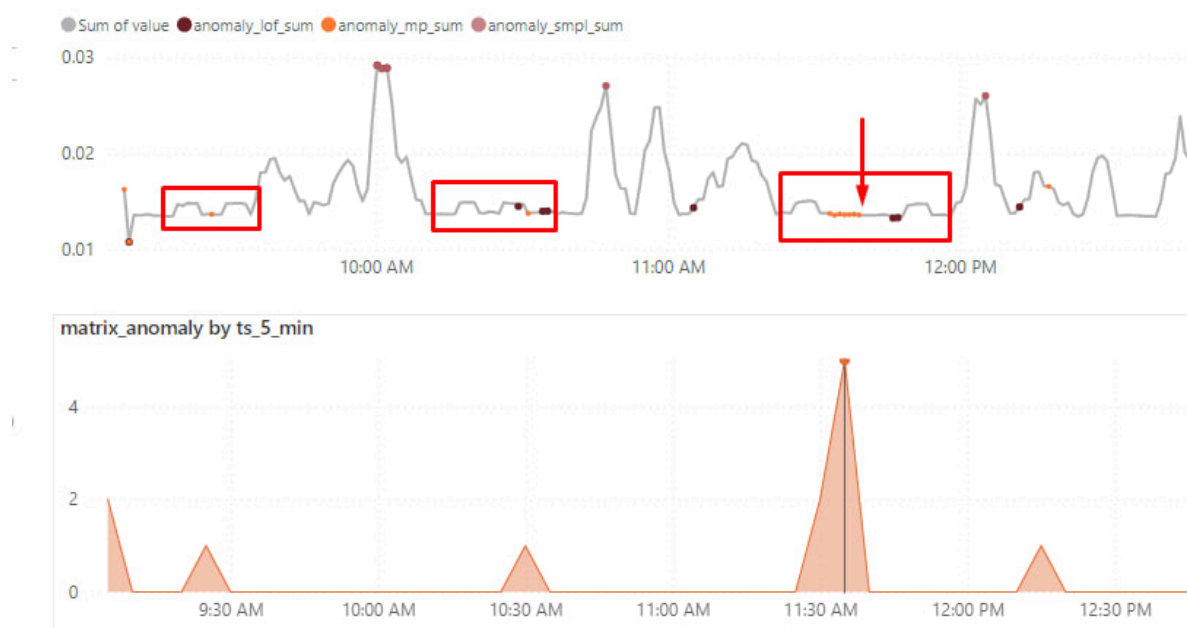 Sum of value anomaly_lof_sum anomaly_mp_sum anomaly_smpl_sum
0.03
0.02
0.01
10:00 AM 11:00 AM 12:00 PM
matrix_anomaly by ts_5_min
4
2
0
9:30 AM 10:00 AM 10:30 AM 11:00 AM 11:30 AM 12:00 PM 12:30 PM